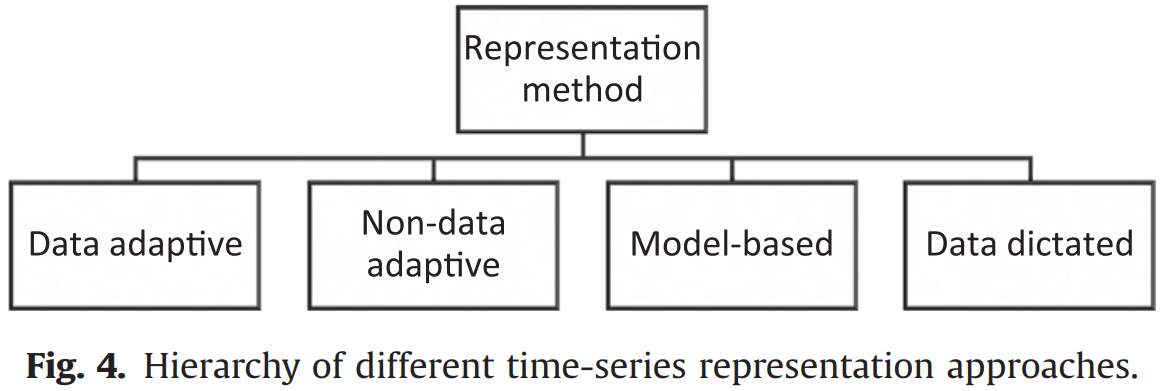 Representation
method
Data adaptive
Non-data
adaptive
Model-based
Data dictated
Fig. 4. Hierarchy of different time-series representation approaches.